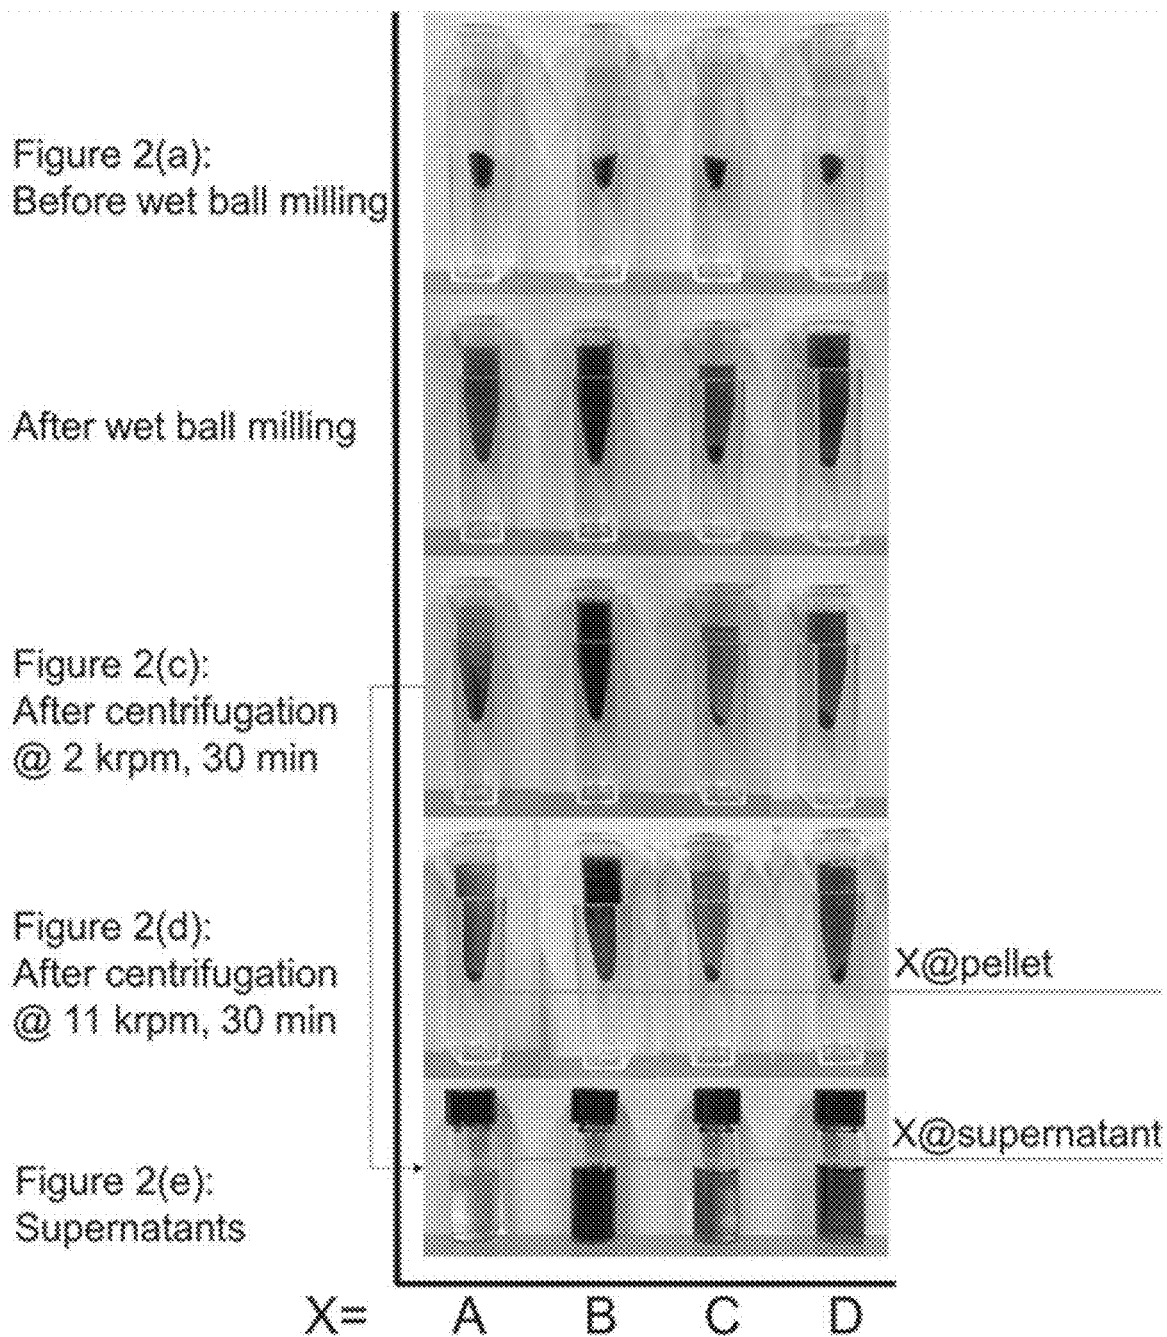 Figure 2(a):
Before wet ball milling
After wet ball milling
Figure 2(c):
After centrifugation
@ 2 krpm, 30 min
Figure 2(d):
After centrifugation
@ 11 krpm, 30 min
X@pellet
X@supernatant
Figure 2(e):
Supernatants
X= A B C D